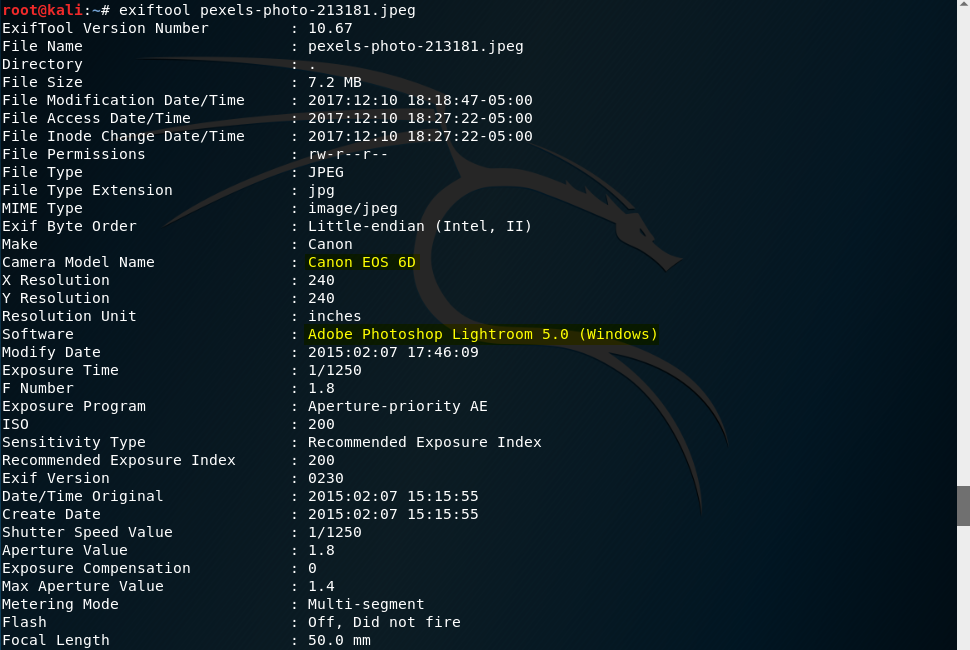 root@kali:~# exiftool pexels-photo-213181.jpeg
ExifTool Version Number         : 10.67
File Name                       : pexels-photo-213181.jpeg
Directory                       : .
File Size                       : 7.2 MB
File Modification Date/Time     : 2017:12:10 18:18:47-05:00
File Access Date/Time           : 2017:12:10 18:27:22-05:00
File Inode Change Date/Time     : 2017:12:10 18:27:22-05:00
File Permissions                : rw-r--r--
File Type                       : JPEG
File Type Extension             : jpg
MIME Type                       : image/jpeg
Exif Byte Order                 : Little-endian (Intel, II)
Make                            : Canon
Camera Model Name               : Canon EOS 6D
X Resolution                    : 240
Y Resolution                    : 240
Resolution Unit                 : inches
Software                        : Adobe Photoshop Lightroom 5.0 (Windows)
Modify Date                     : 2015:02:07 17:46:09
Exposure Time                   : 1/1250
F Number                        : 1.8
Exposure Program                : Aperture-priority AE
ISO                             : 200
Sensitivity Type                : Recommended Exposure Index
Recommended Exposure Index      : 200
Exif Version                    : 0230
Date/Time Original              : 2015:02:07 15:15:55
Create Date                     : 2015:02:07 15:15:55
Shutter Speed Value             : 1/1250
Aperture Value                  : 1.8
Exposure Compensation           : 0
Max Aperture Value              : 1.4
Metering Mode                   : Multi-segment
Flash                           : Off, Did not fire
Focal Length                    : 50.0 mm